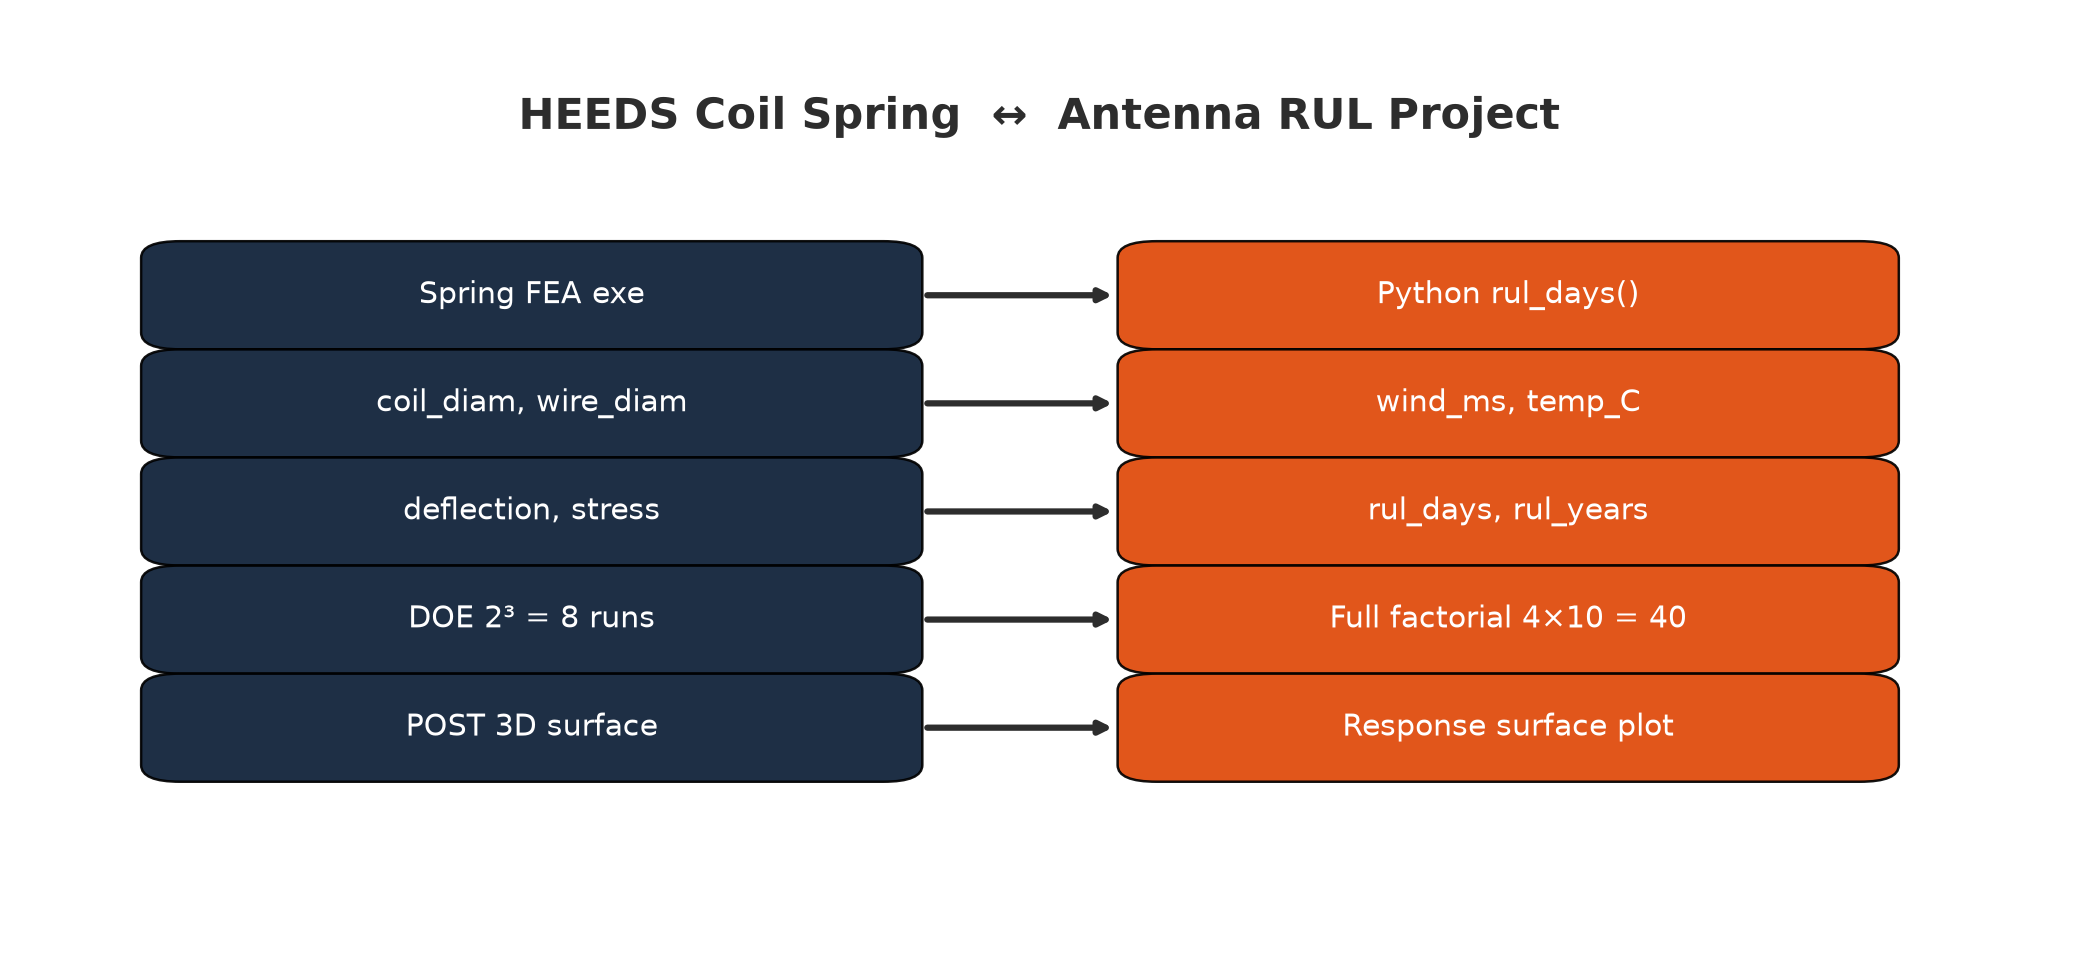 HEEDS Coil Spring ↔ Antenna RUL Project
Spring FEA exe
Python rul_days()
coil_diam, wire_diam
wind_ms, temp_C
deflection, stress
rul_days, rul_years
DOE 2³ = 8 runs
Full factorial 4×10 = 40
POST 3D surface
Response surface plot